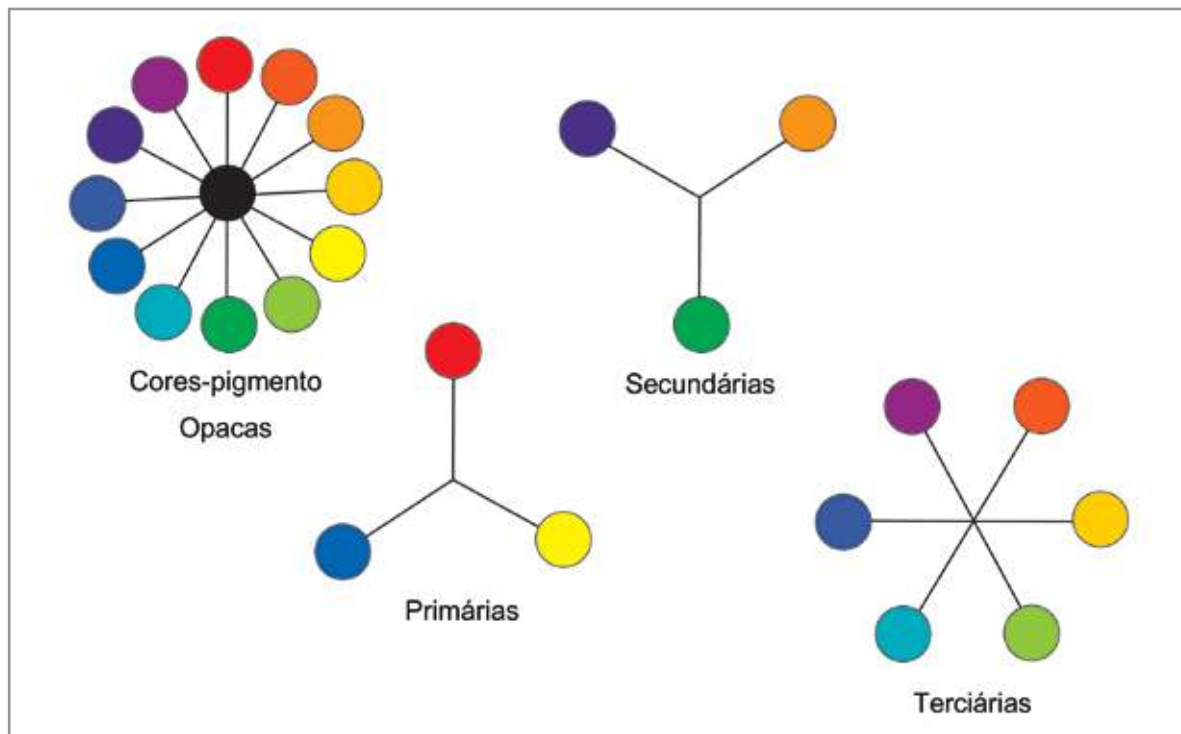 Cores-pigmento
Opacas
Secundárias
Primárias
Terciárias